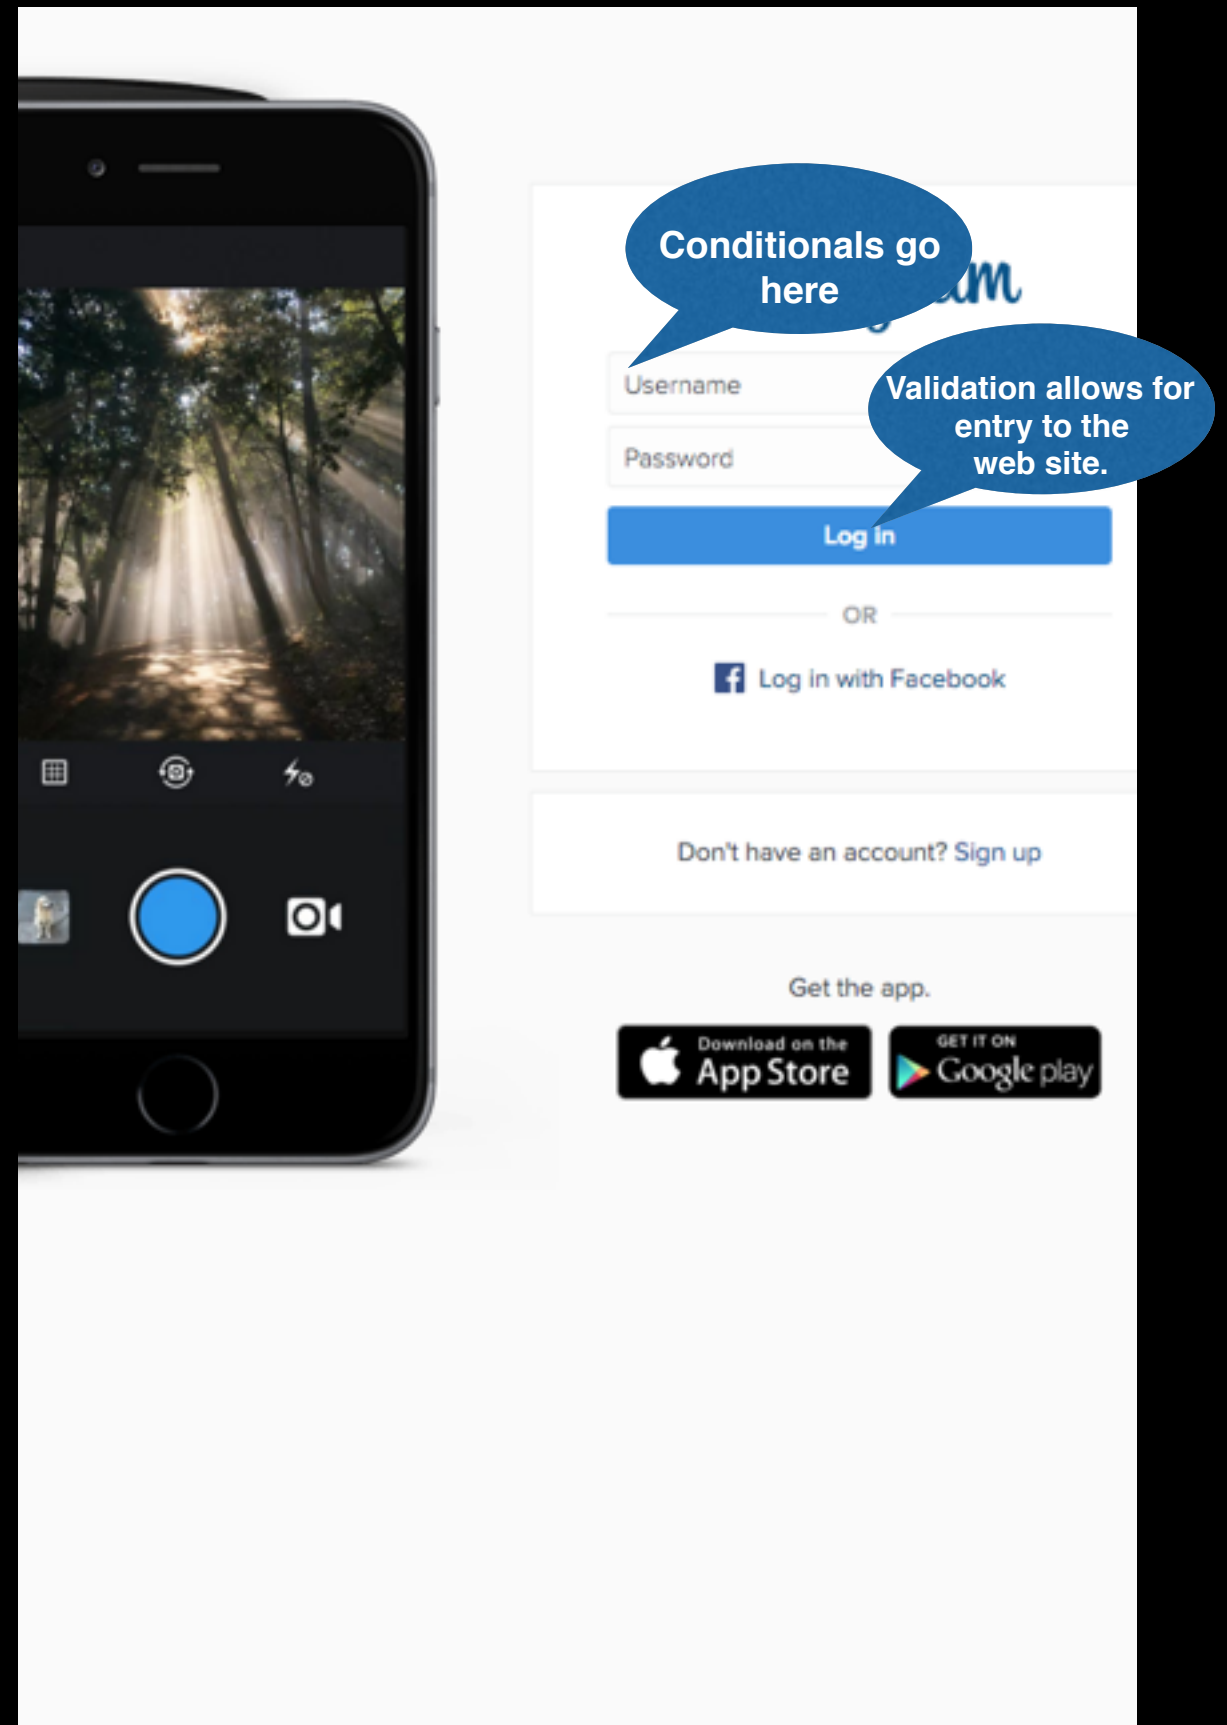 Conditionals go
here
Username
Validation allows for
entry to the
web site.
Password
Log in
OR
Log in with Facebook
Don't have an account? Sign up
Get the app.
Download on the
App Store
GET IT ON
Google play